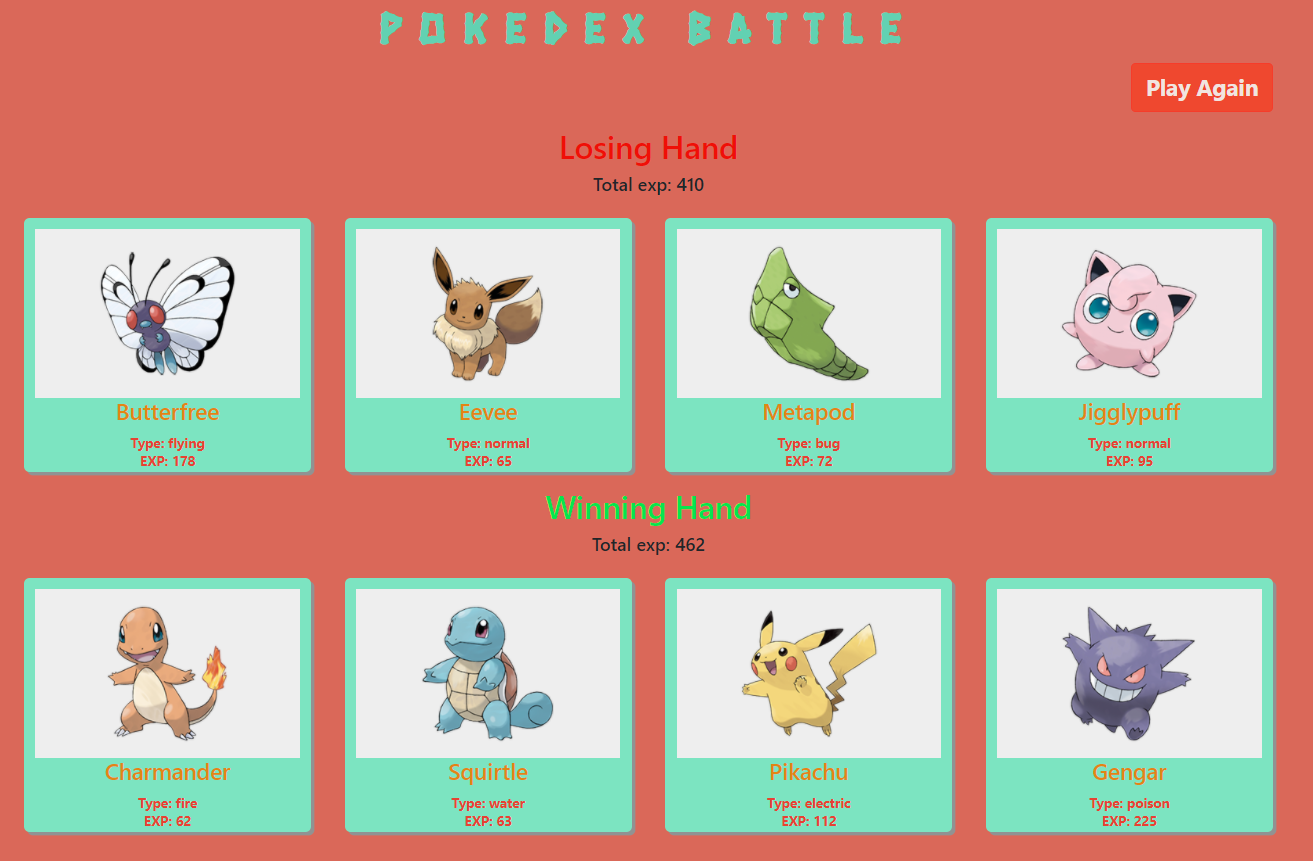 POKEDEX BATTLE
Play Again
Losing Hand
Total exp: 410
Butterfree
Type: flying
EXP: 178
Eevee
Type: normal
EXP: 65
Metapod
Type: bug
EXP: 72
Jigglypuff
Type: normal
EXP: 95
Winning Hand
Total exp: 462
Charmander
Type: fire
EXP: 62
Squirtle
Type: water
EXP: 63
Pikachu
Type: electric
EXP: 112
Gengar
Type: poison
EXP: 225